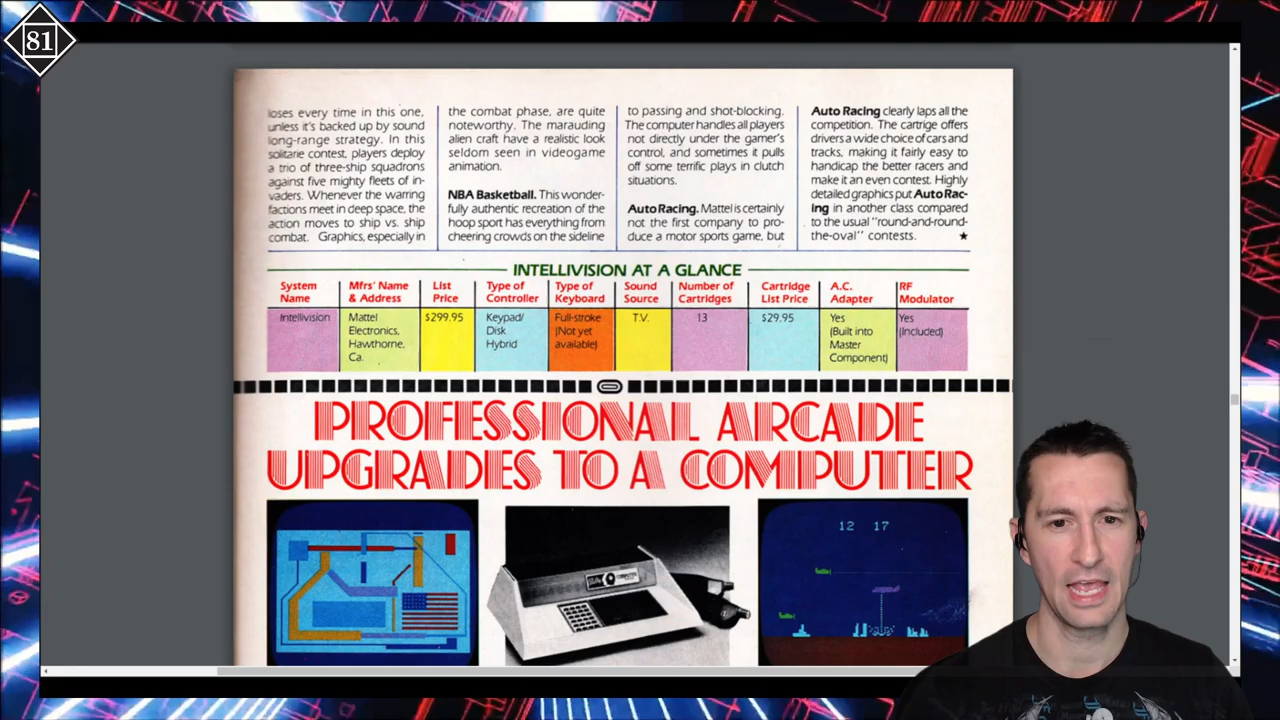 81
loses every time in this one,
unless it's backed up by sound
long-range strategy. In this
solitaire contest, players deploy
a trio of three-ship squadrons
against five mighty fleets of in-
vaders. Whenever the warring
factions meet in deep space, the
action moves to ship vs. ship
combat. Graphics, especially in
the combat phase, are quite
noteworthy. The marauding
alien craft have a realistic look
seldom seen in videogame
animation.
NBA Basketball. This wonder-
fully authentic recreation of the
hoop sport has everything from
cheering crowds on the sideline
to passing and shot-blocking.
The computer handles all players
not directly under the gamer's
control, and sometimes it pulls
off some terrific plays in clutch
situations.
Auto Racing. Mattel is certainly
not the first company to pro-
duce a motor sports game, but
Auto Racing clearly laps all the
competition. The cartrige offers
drivers a wide choice of cars and
tracks, making it fairly easy to
handicap the better racers and
make it an even contest. Highly
detailed graphics put Auto Rac-
ing in another class compared
to the usual "round-and-round-
the-oval" contests. ★
INTELLIVISION AT A GLANCE
System
Name
Mfrs' Name
& Address
List
Price
Type of
Controller
Type of
Keyboard
Sound
Source
Number of
Cartridges
Cartridge
List Price
A.C.
Adapter
RF
Modulator
Intellivision
Mattel
Electronics,
Hawthorne,
Ca.
$299.95
Keypad/
Disk
Hybrid
Full-stroke
(Not yet
available)
T.V.
13
$29.95
Yes
(Built into
Master
Component)
Yes
(Included)
PROFESSIONAL ARCADE
UPGRADES TO A COMPUTER
12 17